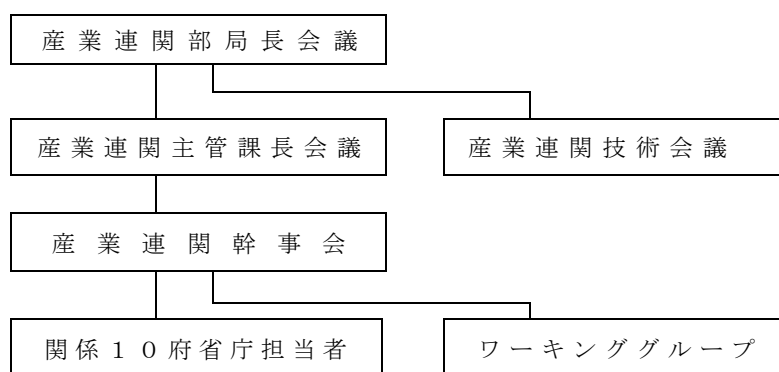 産業連関部局長会議
産業連関主管課長会議
産業連関技術会議
産業連関幹事会
関係１０府省庁担当者
ワーキンググループ